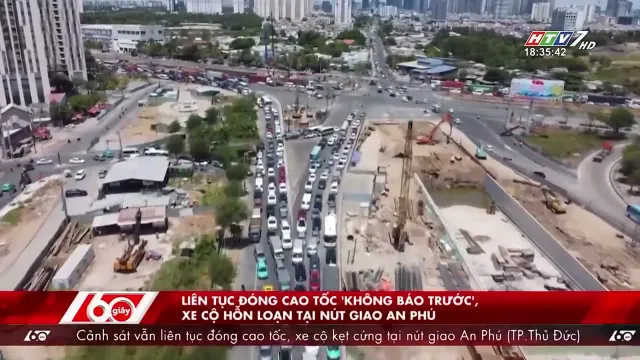 HTV7 HD
18:35:42
LIÊN TỤC ĐÓNG CAO TỐC 'KHÔNG BÁO TRƯỚC',
XE CỘ HỖN LOẠN TẠI NÚT GIAO AN PHÚ
60 giây
60 Cảnh sát vẫn liên tục đóng cao tốc, xe cộ kẹt cứng tại nút giao An Phú (TP.Thủ Đức) 60